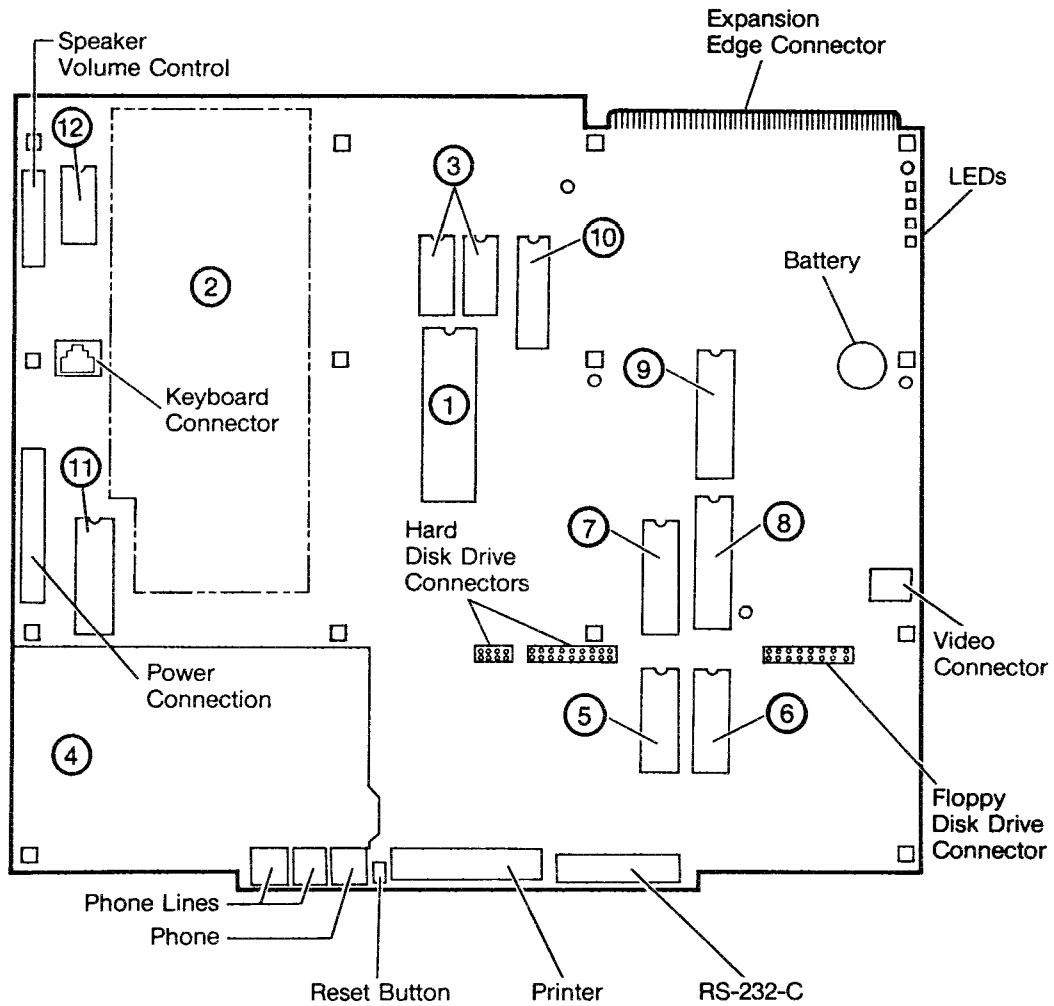 Expansion
Edge Connector
Speaker
Volume Control
12
3
LEDs
10
Battery
2
9
Keyboard
Connector
1
11
Hard
Disk Drive
Connectors
7
8
Video
Connector
Power
Connection
5
6
4
Floppy
Disk Drive
Connector
Phone Lines
Phone
Reset Button
Printer
RS-232-C